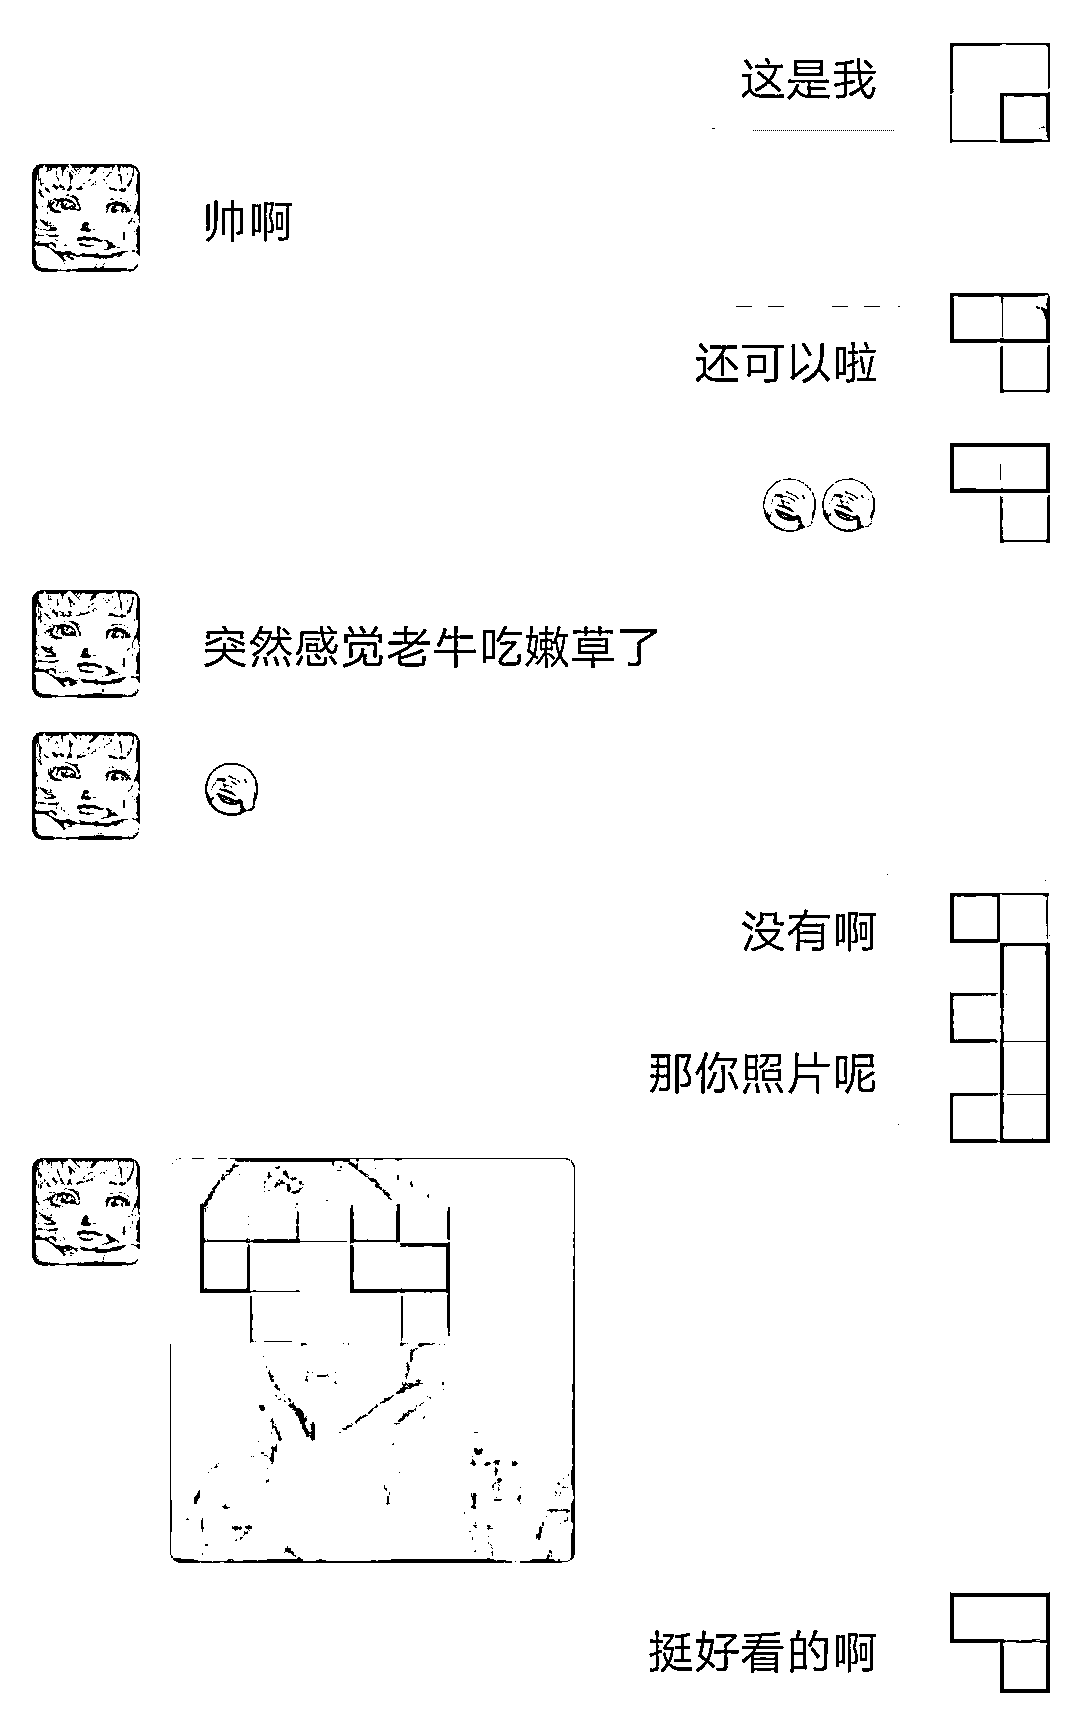 这是我
帅啊
还可以啦
突然感觉老牛吃嫩草了
没有啊
那你照片呢
挺好看的啊